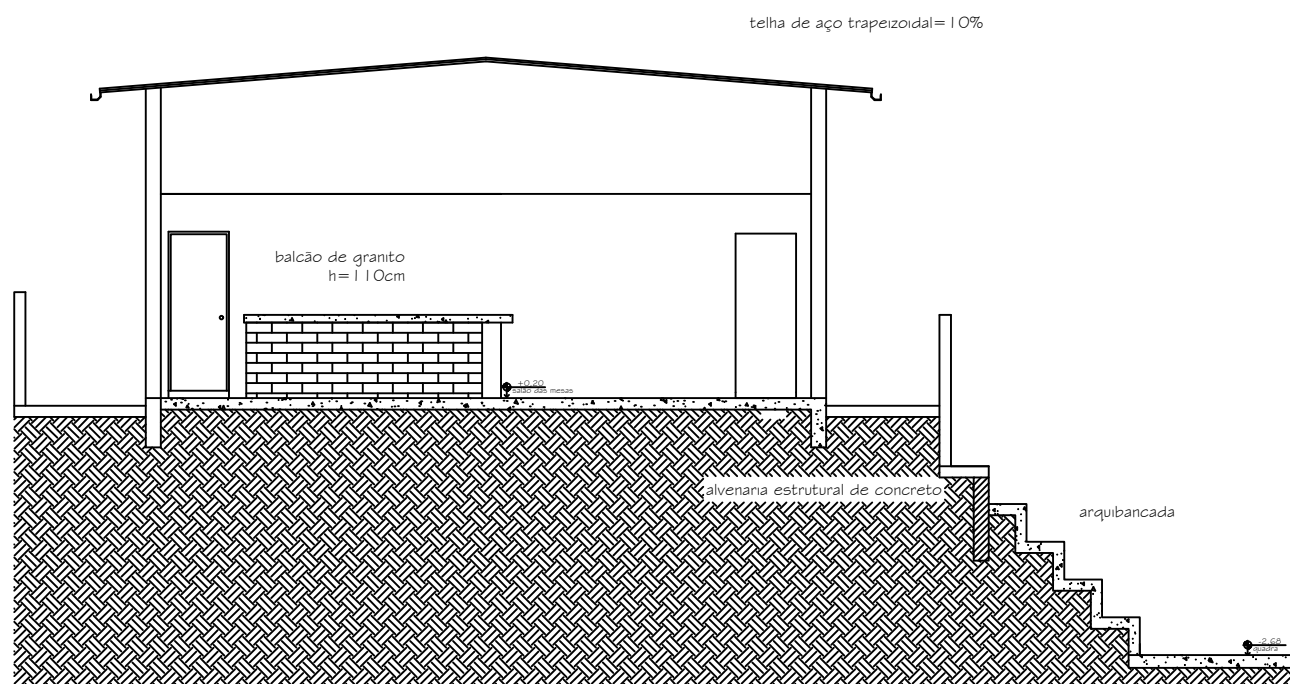 telha de aço trapeizoidal=10%
balcão de granito
h=110cm
+0,20
salão das mesas
alvenaria estrutural de concreto
arquibancada
-2,68
quadra